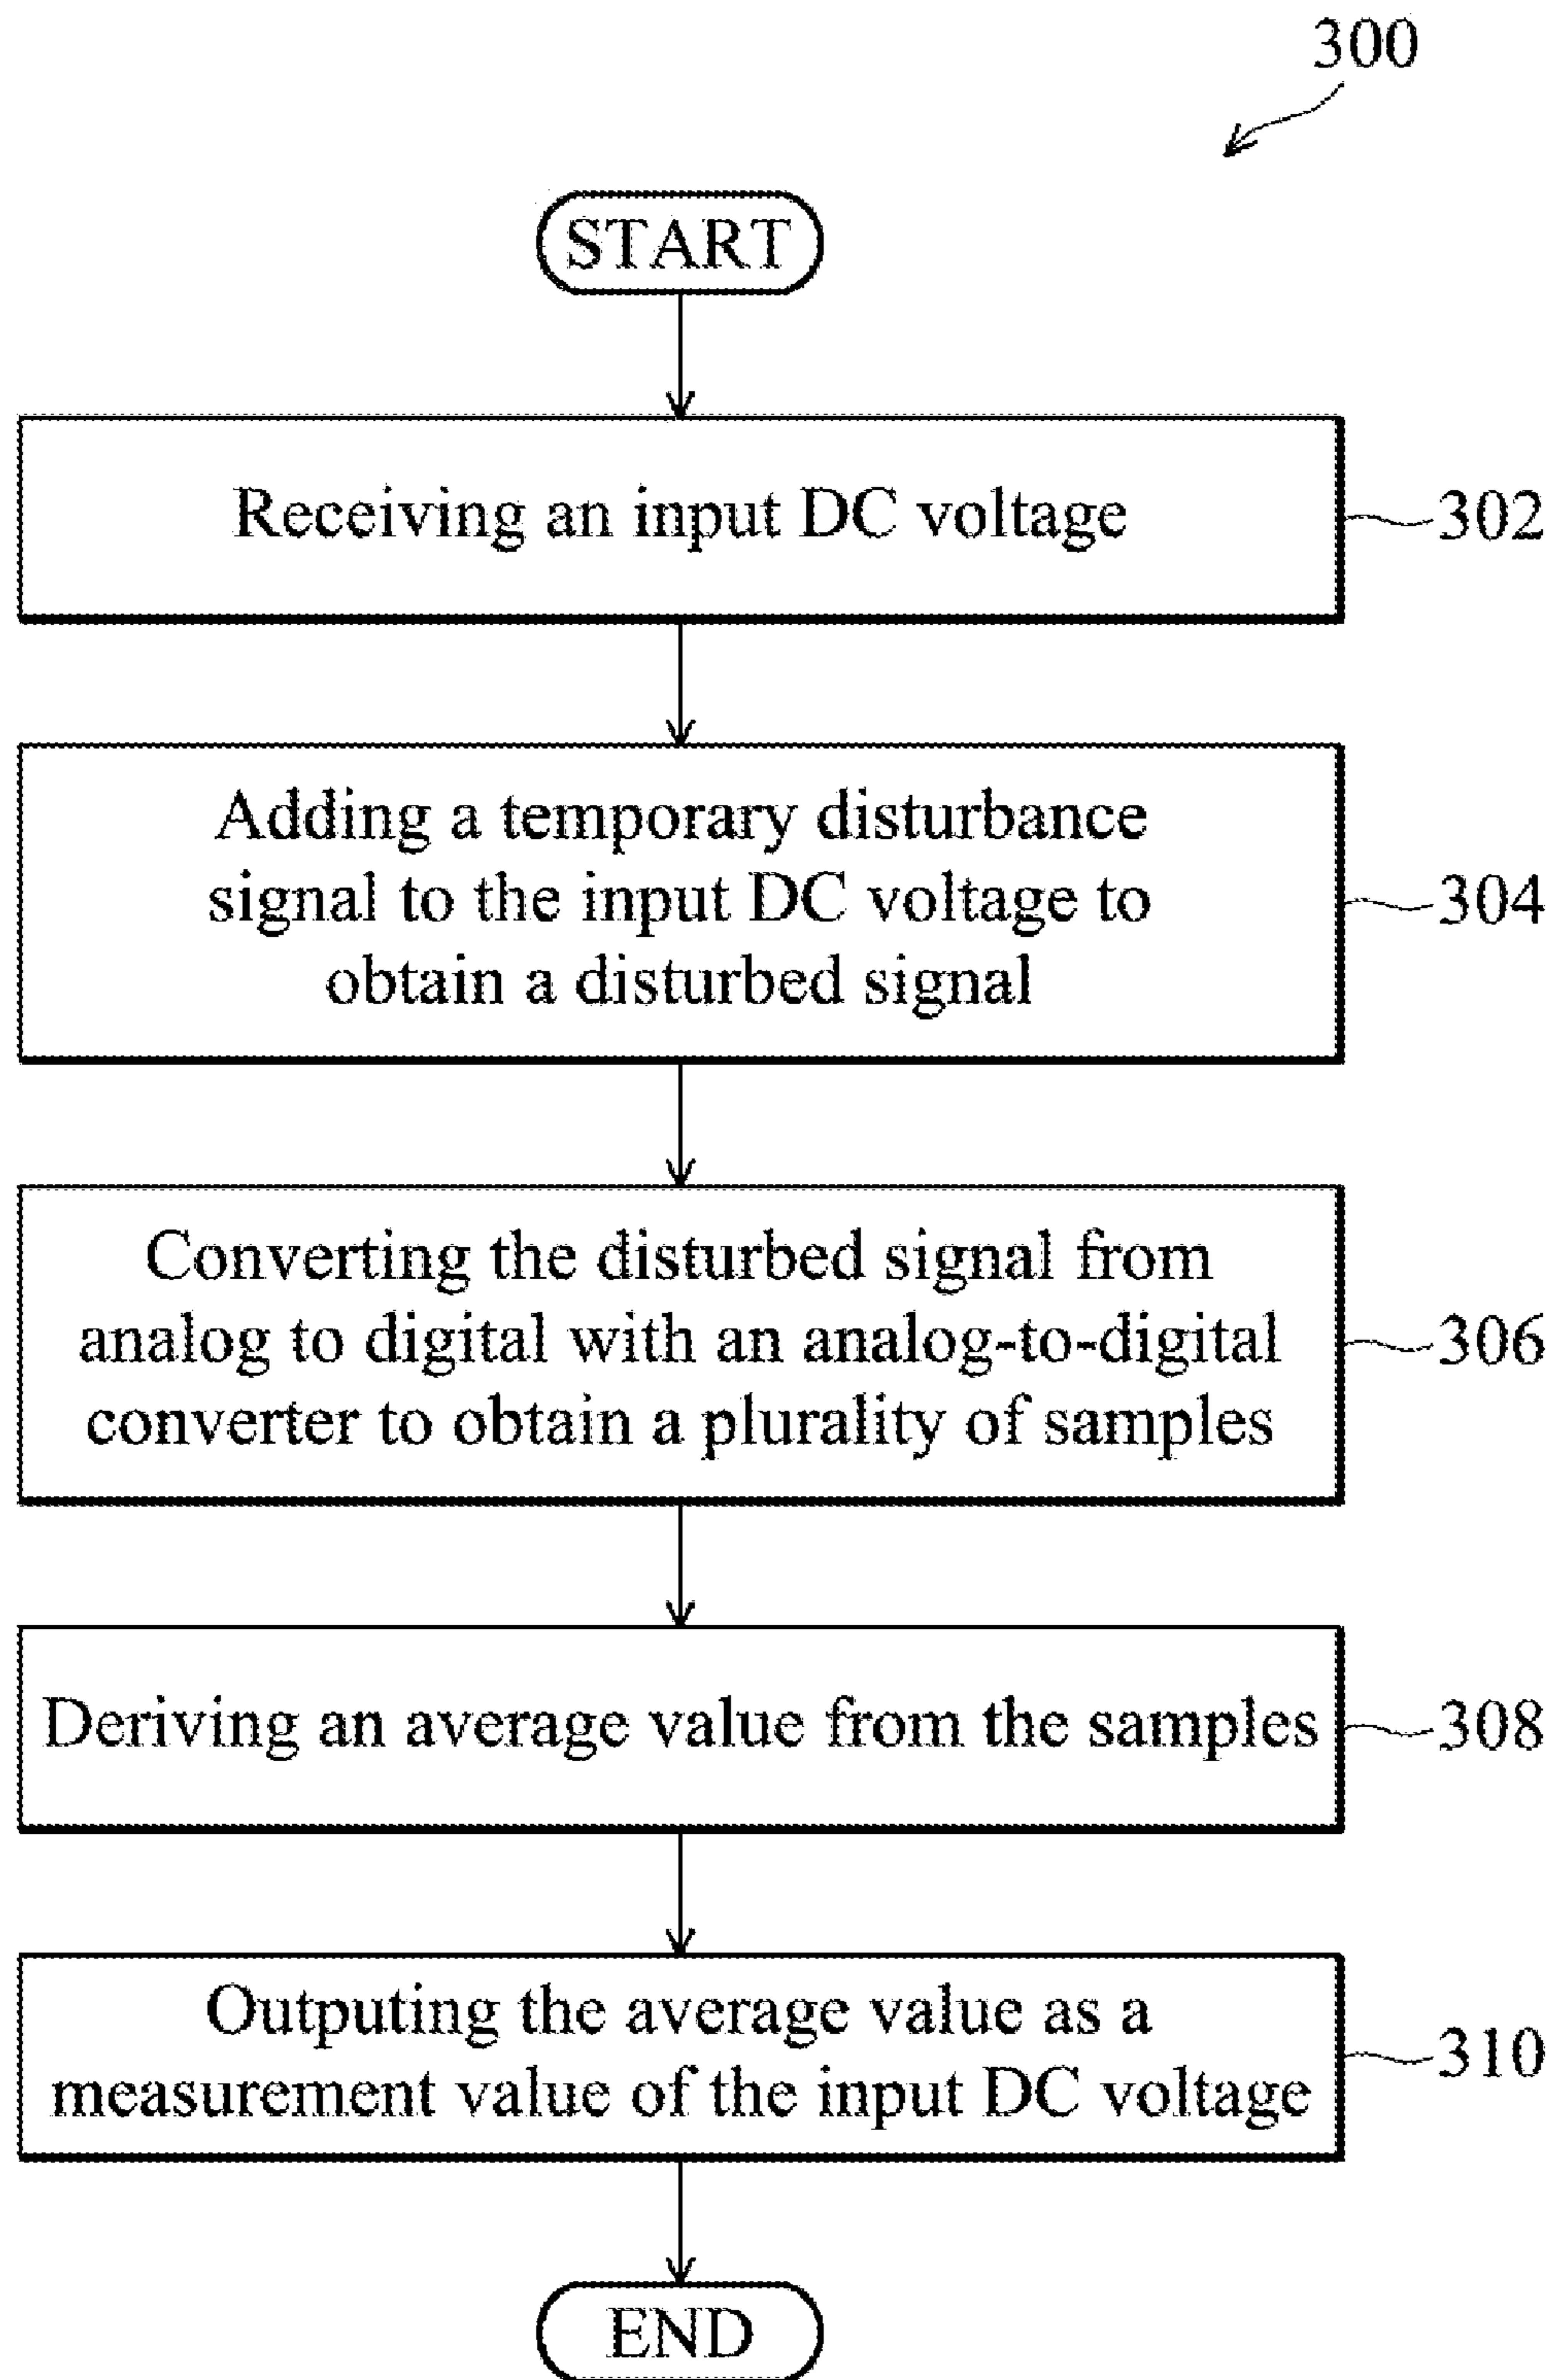 300
START
Receiving an input DC voltage
302
Adding a temporary disturbance
signal to the input DC voltage to
obtain a disturbed signal
304
Converting the disturbed signal from
analog to digital with an analog-to-digital
converter to obtain a plurality of samples
306
Deriving an average value from the samples
308
Outputing the average value as a
measurement value of the input DC voltage
310
END